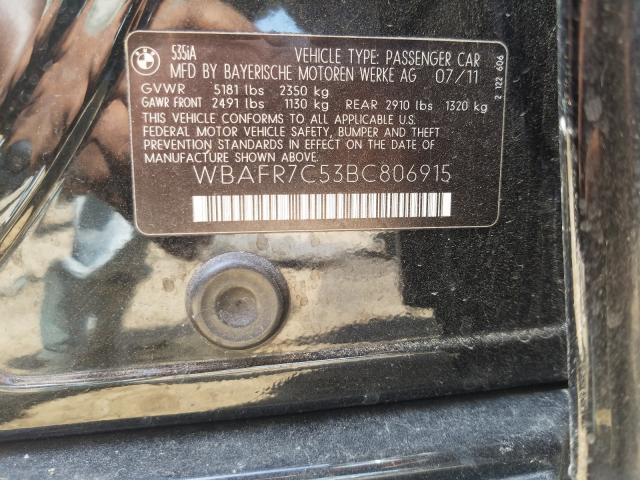 535iA VEHICLE TYPE: PASSENGER CAR
MFD BY BAYERISCHE MOTOREN WERKE AG 07/11
GVWR 5181 lbs 2350 kg
GAWR FRONT 2491 lbs 1130 kg REAR 2910 lbs 1320 kg
THIS VEHICLE CONFORMS TO ALL APPLICABLE U.S.
FEDERAL MOTOR VEHICLE SAFETY, BUMPER AND THEFT
PREVENTION STANDARDS IN EFFECT ON THE DATE OF
MANUFACTURE SHOWN ABOVE.
WBAFR7C53BC806915
2 122 606